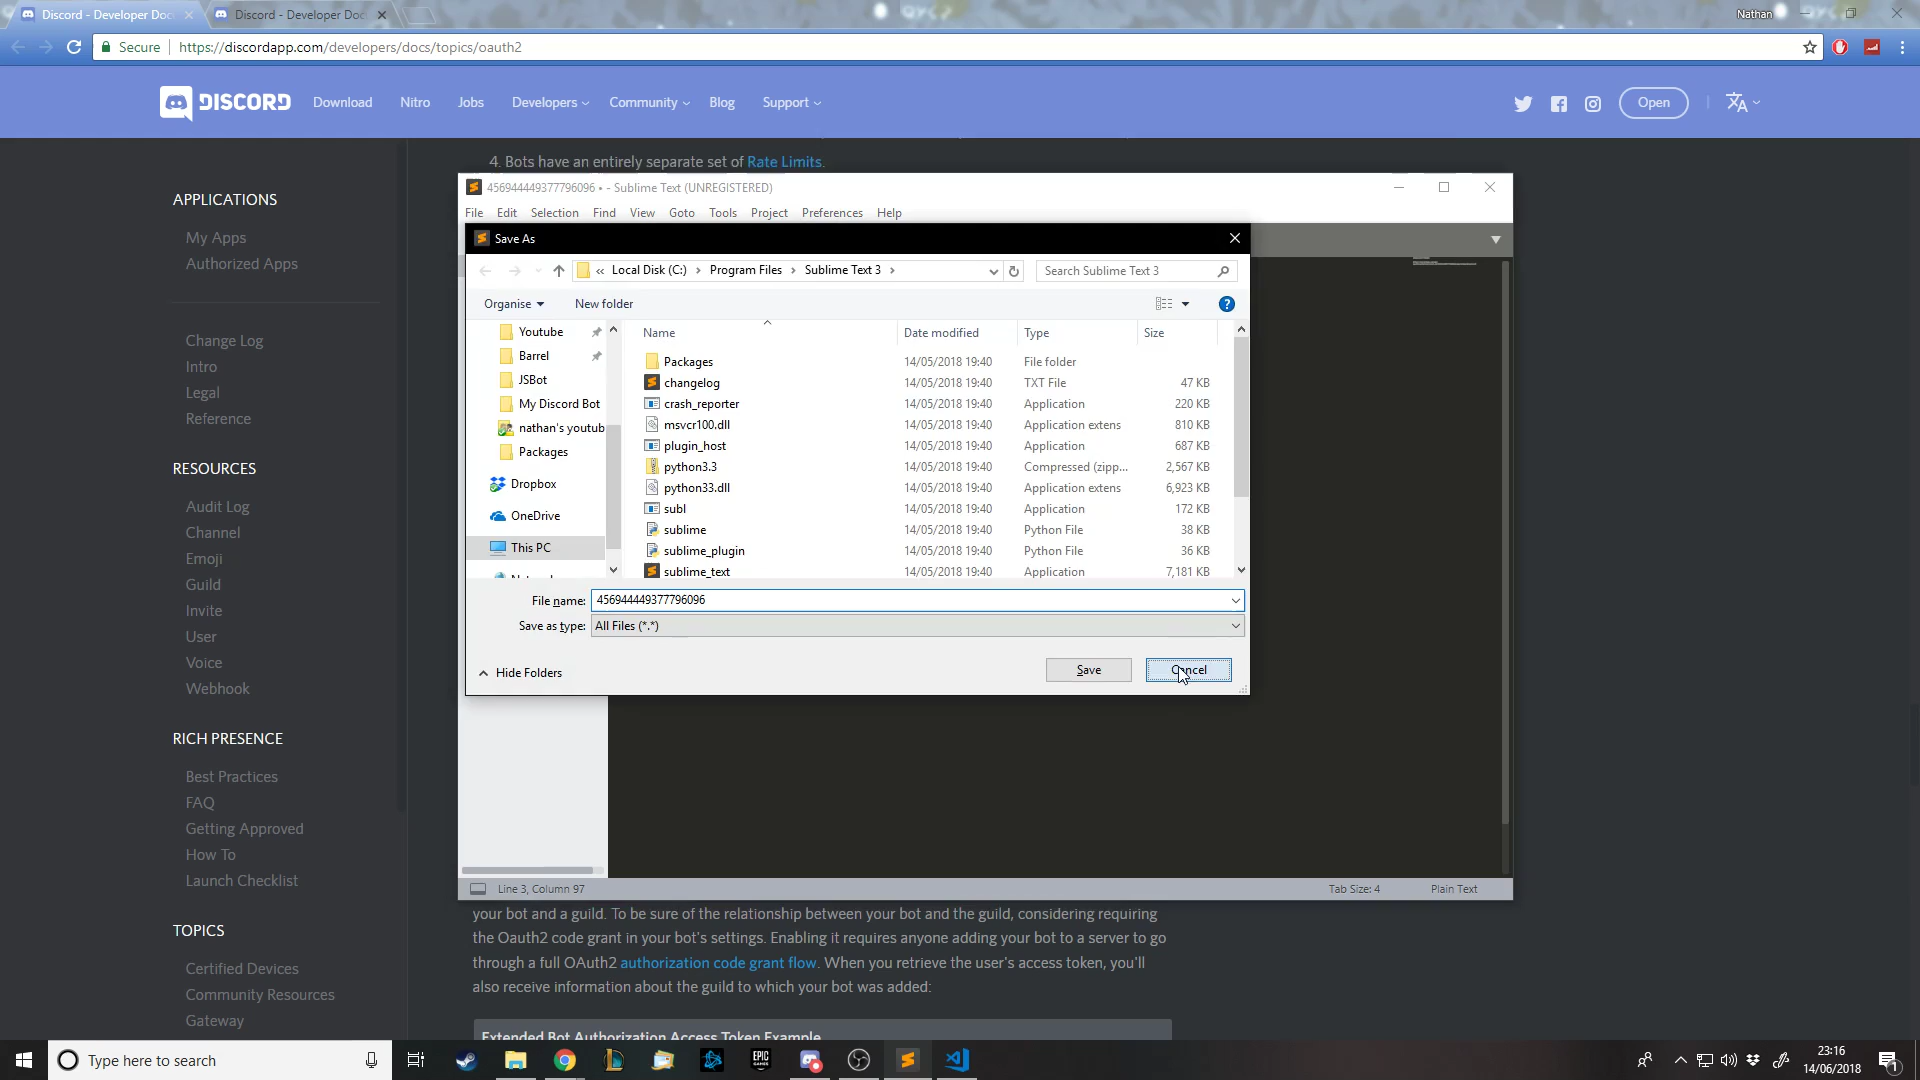 Discord - Developer Doc
Discord - Developer Doc
Nathan
Secure
https://discordapp.com/developers/docs/topics/oauth2
DISCORD
Download
Nitro
Jobs
Developers
Community
Blog
Support
Open
APPLICATIONS
My Apps
Authorized Apps
Change Log
Intro
Legal
Reference
RESOURCES
Audit Log
Channel
Emoji
Guild
Invite
User
Voice
Webhook
RICH PRESENCE
Best Practices
FAQ
Getting Approved
How To
Launch Checklist
TOPICS
Certified Devices
Community Resources
Gateway
4. Bots have an entirely separate set of Rate Limits.
456944449377796096 • - Sublime Text (UNREGISTERED)
File Edit Selection Find View Goto Tools Project Preferences Help
Save As
« Local Disk (C:) > Program Files > Sublime Text 3 >
Search Sublime Text 3
Organise
New folder
Youtube
Barrel
JSBot
My Discord Bot
nathan's youtub
Packages
Dropbox
OneDrive
This PC
Name Date modified Type Size
Packages 14/05/2018 19:40 File folder
changelog 14/05/2018 19:40 TXT File 47 KB
crash_reporter 14/05/2018 19:40 Application 220 KB
msvcr100.dll 14/05/2018 19:40 Application extens 810 KB
plugin_host 14/05/2018 19:40 Application 687 KB
python3.3 14/05/2018 19:40 Compressed (zipp... 2,567 KB
python33.dll 14/05/2018 19:40 Application extens 6,923 KB
subl 14/05/2018 19:40 Application 172 KB
sublime 14/05/2018 19:40 Python File 38 KB
sublime_plugin 14/05/2018 19:40 Python File 36 KB
sublime_text 14/05/2018 19:40 Application 7,181 KB
File name: 456944449377796096
Save as type: All Files (*.*)
Hide Folders
Save
Cancel
Line 3, Column 97
Tab Size: 4
Plain Text
your bot and a guild. To be sure of the relationship between your bot and the guild, considering requiring
the Oauth2 code grant in your bot's settings. Enabling it requires anyone adding your bot to a server to go
through a full OAuth2 authorization code grant flow. When you retrieve the user's access token, you'll
also receive information about the guild to which your bot was added:
Extended Bot Authorization Access Token Example
Type here to search
EPIC GAMES
23:16
14/06/2018
1